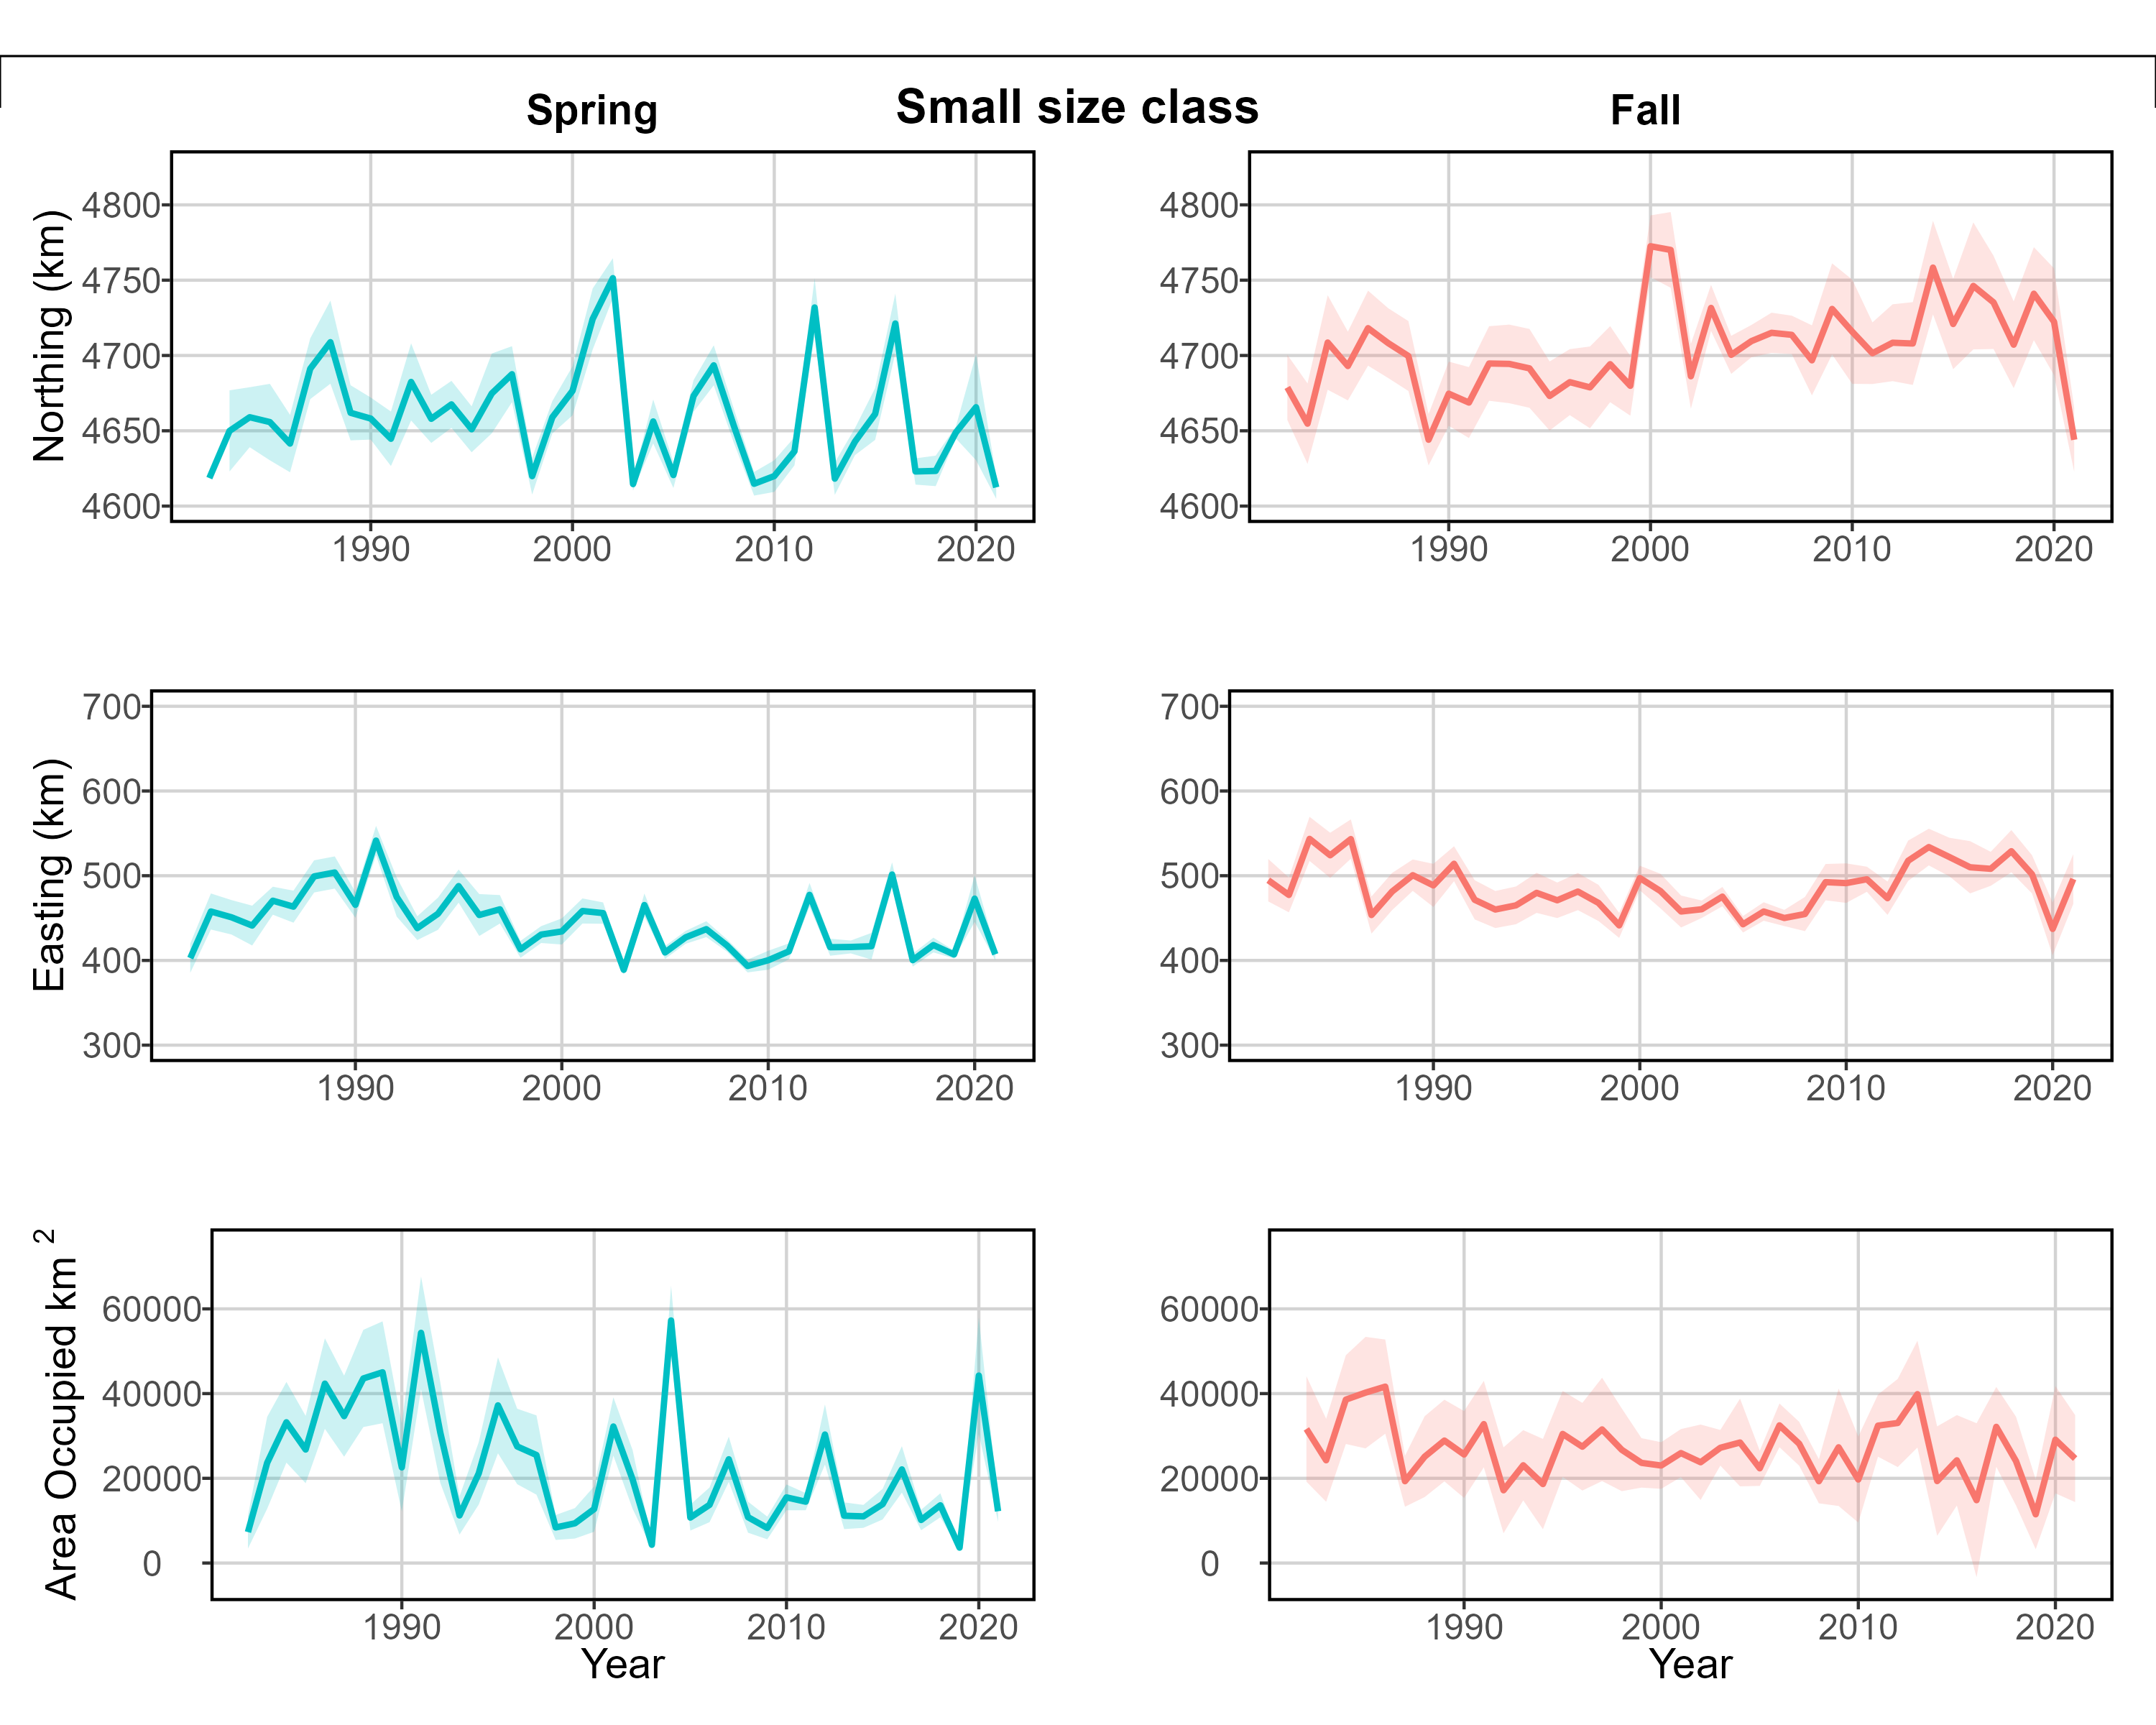 Small size class
Spring
Fall
Northing (km)
4800
4750
4700
4650
4600
1990 2000 2010 2020
4800
4750
4700
4650
4600
1990 2000 2010 2020
Easting (km)
700
600
500
400
300
1990 2000 2010 2020
700
600
500
400
300
1990 2000 2010 2020
Area Occupied km 2
60000
40000
20000
0
1990 2000 2010 2020
Year
60000
40000
20000
0
1990 2000 2010 2020
Year